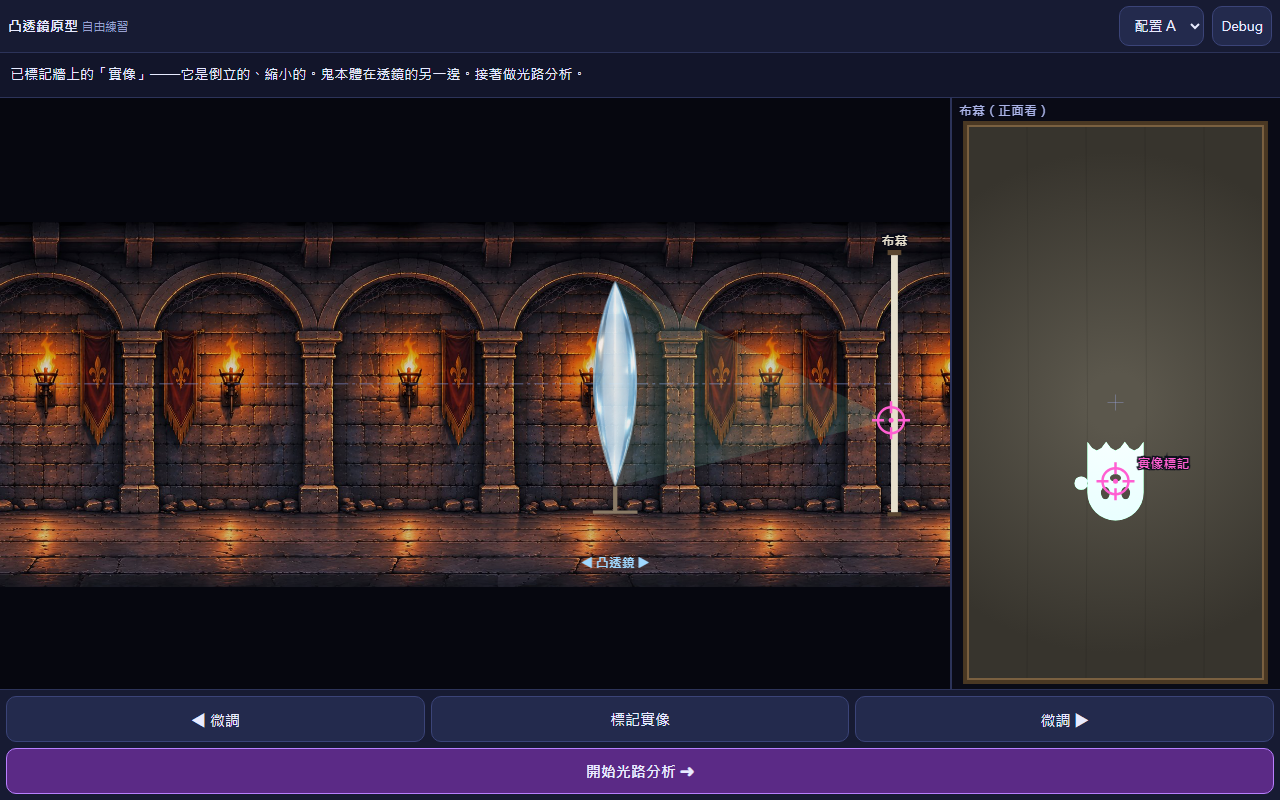 凸透鏡原型 自由練習
配置 A
Debug
已標記牆上的「實像」——它是倒立的、縮小的。鬼本體在透鏡的另一邊。接著做光路分析。
布幕（正面看）
布幕
實像標記
◀ 凸透鏡 ▶
◀ 微調
標記實像
微調 ▶
開始光路分析 ➜